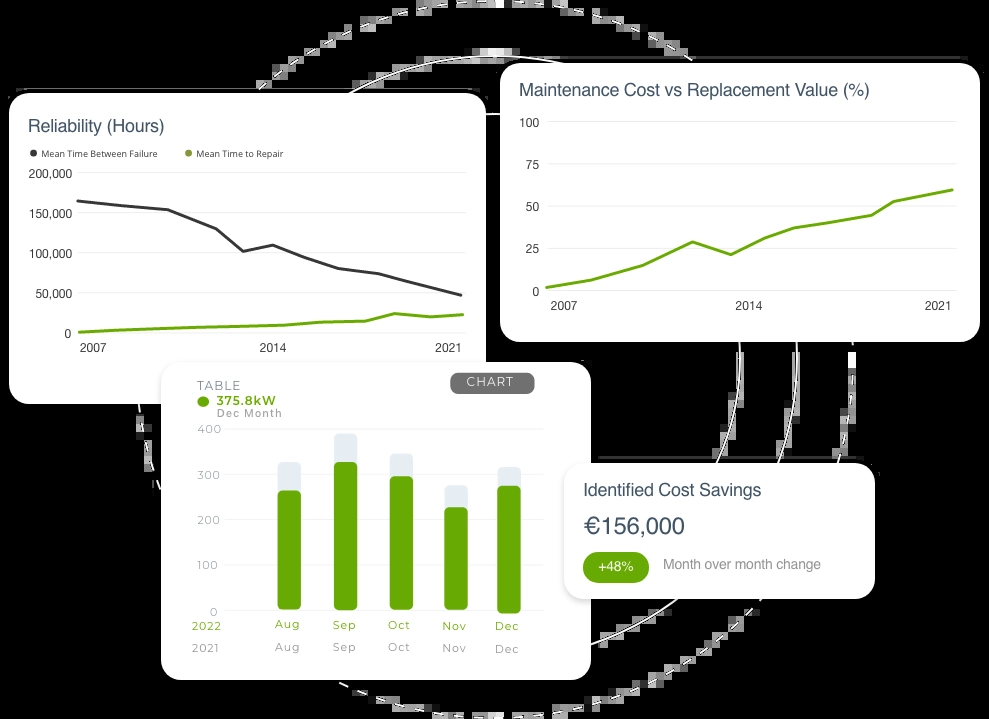 Maintenance Cost vs Replacement Value (%)
100
75
50
25
0
2007 2014 2021
Reliability (Hours)
Mean Time Between Failure Mean Time to Repair
200,000
150,000
100,000
50,000
0
2007 2014 2021
TABLE CHART
375.8kW
Dec Month
400
300
200
100
0
2022 Aug Sep Oct Nov Dec
2021 Aug Sep Oct Nov Dec
Identified Cost Savings
€156,000
+48% Month over month change